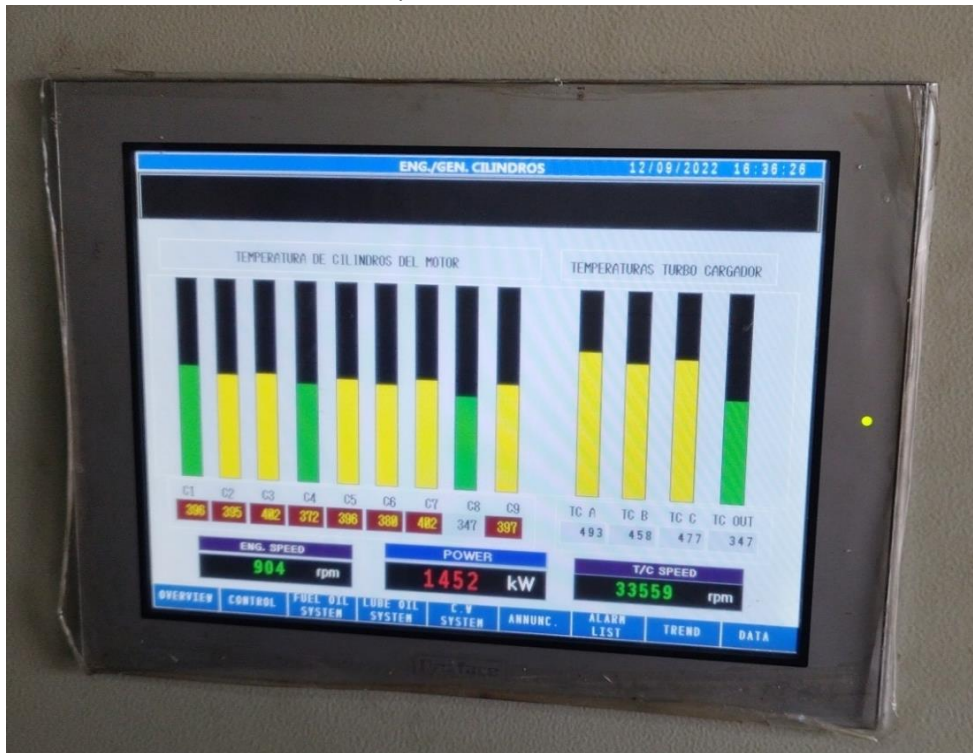 ENG./GEN. CILINDROS 12/09/2022 16:36:26
TEMPERATURA DE CILINDROS DEL MOTOR
TEMPERATURAS TURBO CARGADOR
C1 C2 C3 C4 C5 C6 C7 C8 C9
396 395 402 372 396 380 402 347 397
TC A TC B TC C TC OUT
493 458 477 347
ENG. SPEED
904 rpm
POWER
1452 kW
T/C SPEED
33559 rpm
OVERVIEW CONTROL FUEL OIL SYSTEM LUBE OIL SYSTEM C.W SYSTEM ANNUNC. ALARM LIST TREND DATA
Pro-face